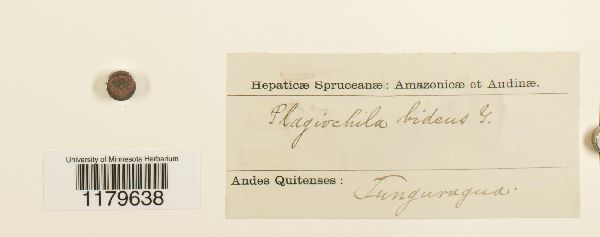 Hepaticæ Spruceanæ: Amazonicæ et Andinæ.
Plagiochila bidens G.
University of Minnesota Herbarium
1179638
Andes Quitenses:
Tunguragua.